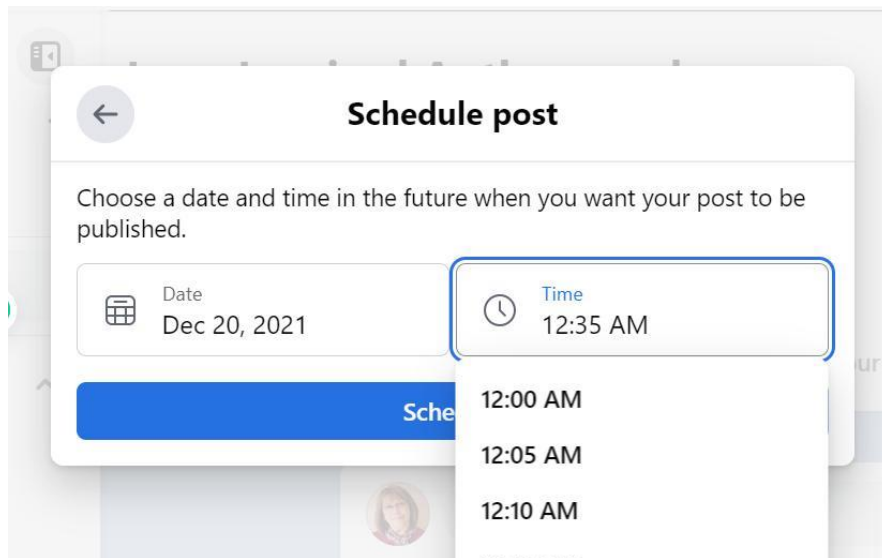 Schedule post
Choose a date and time in the future when you want your post to be
published.
Date
Dec 20, 2021
Time
12:35 AM
Sche
12:00 AM
12:05 AM
12:10 AM